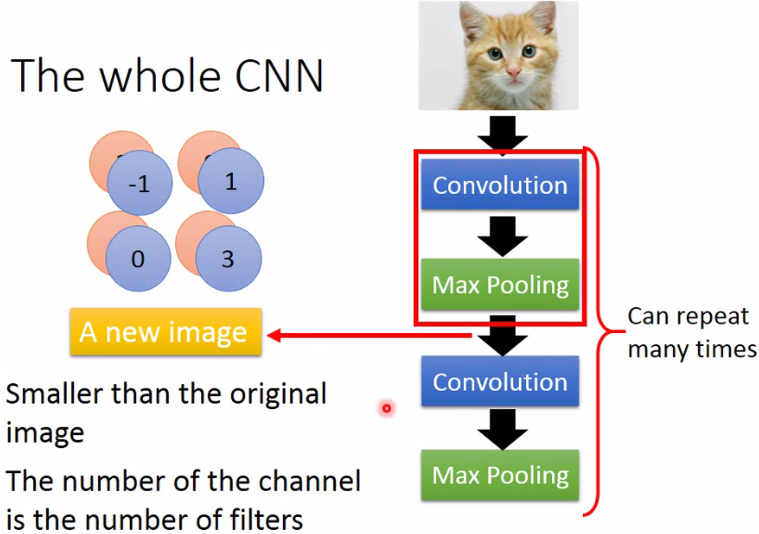 The whole CNN
-1
1
0
3
A new image
Smaller than the original
image
The number of the channel
is the number of filters
Convolution
Max Pooling
Convolution
Max Pooling
Can repeat
many times